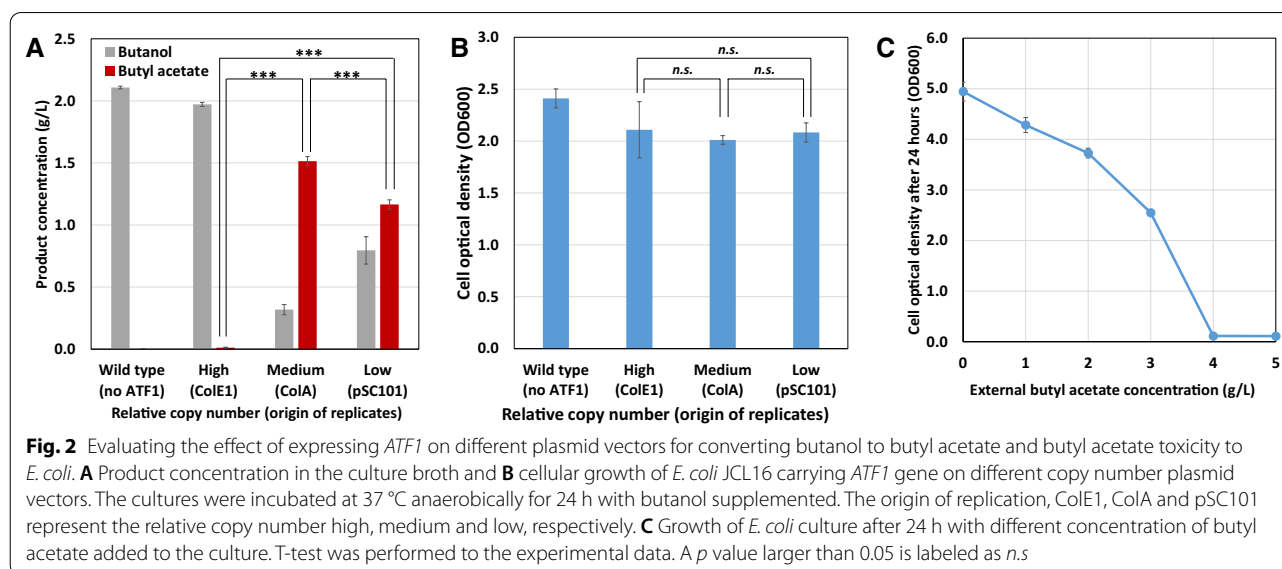 A
2.5
2.0
1.5
1.0
0.5
0.0
Product concentration (g/L)
Butanol
Butyl acetate
***
***
***
Wild type
(no ATF1)
High
(ColE1)
Medium
(ColA)
Low
(pSC101)
Relative copy number (origin of replicates)
B
3.0
2.5
2.0
1.5
1.0
0.5
0.0
Cell optical density (OD600)
n.s.
n.s.
n.s.
Wild type
(no ATF1)
High
(ColE1)
Medium
(ColA)
Low
(pSC101)
Relative copy number (origin of replicates)
C
6.0
5.0
4.0
3.0
2.0
1.0
0.0
Cell optical density after 24 hours (OD600)
0 1 2 3 4 5
External butyl acetate concentration (g/L)
Fig. 2 Evaluating the effect of expressing ATF1 on different plasmid vectors for converting butanol to butyl acetate and butyl acetate toxicity to
E. coli. A Product concentration in the culture broth and B cellular growth of E. coli JCL16 carrying ATF1 gene on different copy number plasmid
vectors. The cultures were incubated at 37 °C anaerobically for 24 h with butanol supplemented. The origin of replication, ColE1, ColA and pSC101
represent the relative copy number high, medium and low, respectively. C Growth of E. coli culture after 24 h with different concentration of butyl
acetate added to the culture. T-test was performed to the experimental data. A p value larger than 0.05 is labeled as n.s